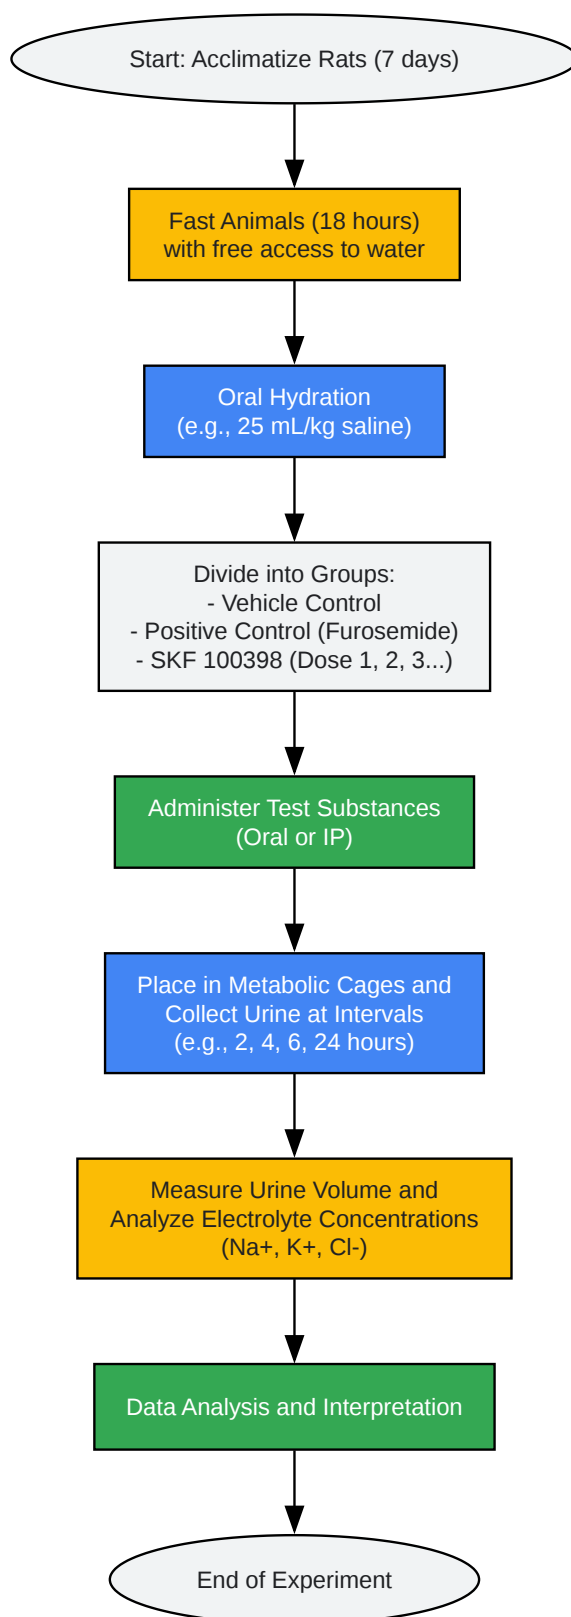 Start: Acclimatize Rats (7 days)
Fast Animals (18 hours)
with free access to water
Oral Hydration
(e.g., 25 mL/kg saline)
Divide into Groups:
- Vehicle Control
- Positive Control (Furosemide)
- SKF 100398 (Dose 1, 2, 3...)
Administer Test Substances
(Oral or IP)
Place in Metabolic Cages and
Collect Urine at Intervals
(e.g., 2, 4, 6, 24 hours)
Measure Urine Volume and
Analyze Electrolyte Concentrations
(Na+, K+, Cl-)
Data Analysis and Interpretation
End of Experiment